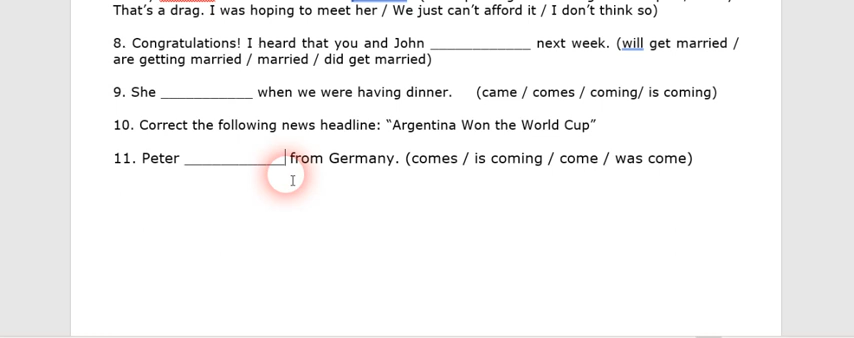 That's a drag. I was hoping to meet her / We just can't afford it / I don't think so)
8. Congratulations! I heard that you and John _____________ next week. (will get married /
are getting married / married / did get married)
9. She ____________ when we were having dinner. (came / comes / coming/ is coming)
10. Correct the following news headline: “Argentina Won the World Cup”
11. Peter _____________ from Germany. (comes / is coming / come / was come)